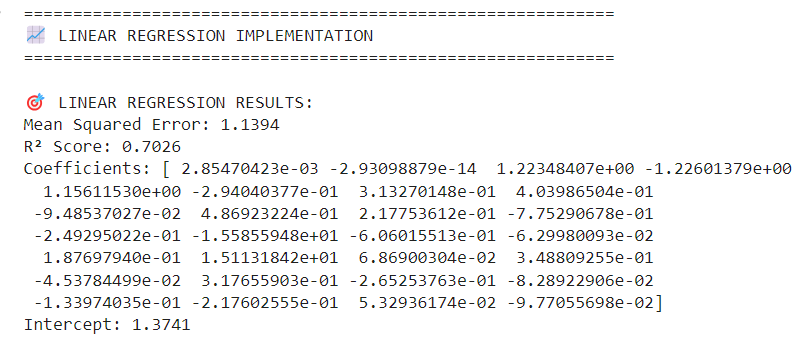 ============================================================
📈 LINEAR REGRESSION IMPLEMENTATION
============================================================
🎯 LINEAR REGRESSION RESULTS:
Mean Squared Error: 1.1394
R² Score: 0.7026
Coefficients: [ 2.85470423e-03 -2.93098879e-14  1.22348407e+00 -1.22601379e+00
  1.15611530e+00 -2.94040377e-01  3.13270148e-01  4.03986504e-01
 -9.48537027e-02  4.86923224e-01  2.17753612e-01 -7.75290678e-01
 -2.49295022e-01 -1.55855948e+01 -6.06015513e-01 -6.29980093e-02
  1.87697940e-01  1.51131842e+01  6.86900304e-02  3.48809255e-01
 -4.53784499e-02  3.17655903e-01 -2.65253763e-01 -8.28922906e-02
 -1.33974035e-01 -2.17602555e-01  5.32936174e-02 -9.77055698e-02]
Intercept: 1.3741